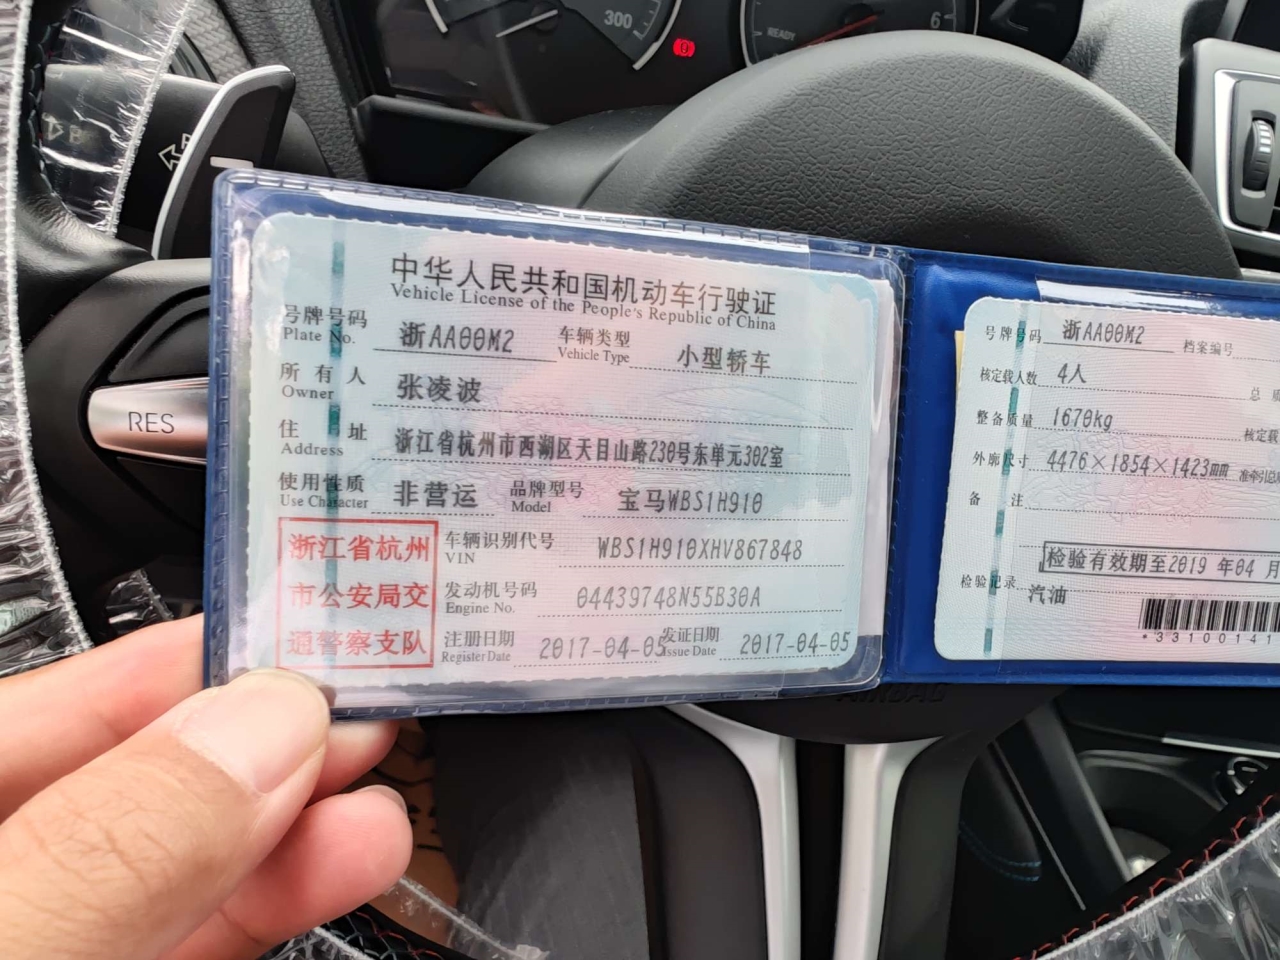 300
6
READY
RES
中华人民共和国机动车行驶证
Vehicle License of the People's Republic of China
号牌号码 浙AA00M2 车辆类型 小型轿车
Plate No. Vehicle Type
所有人 张凌波
Owner
住址 浙江省杭州市西湖区天目山路230号东单元302室
Address
使用性质 非营运 品牌型号 宝马WBS1H910
Use Character Model
浙江省杭州
市公安局交
通警察支队
车辆识别代号 WBS1H910XHV867848
VIN
发动机号码 04439748N55B30A
Engine No.
注册日期 2017-04-05 发证日期 2017-04-05
Register Date Issue Date
号牌号码 浙AA00M2 档案编号
核定载人数 4人 总
整备质量 1670kg 核定
外廓尺寸 4476×1854×1423mm 准牵引总
备注
检验有效期至2019 年04 月
检验记录 汽油
*33100141
AIRBAG